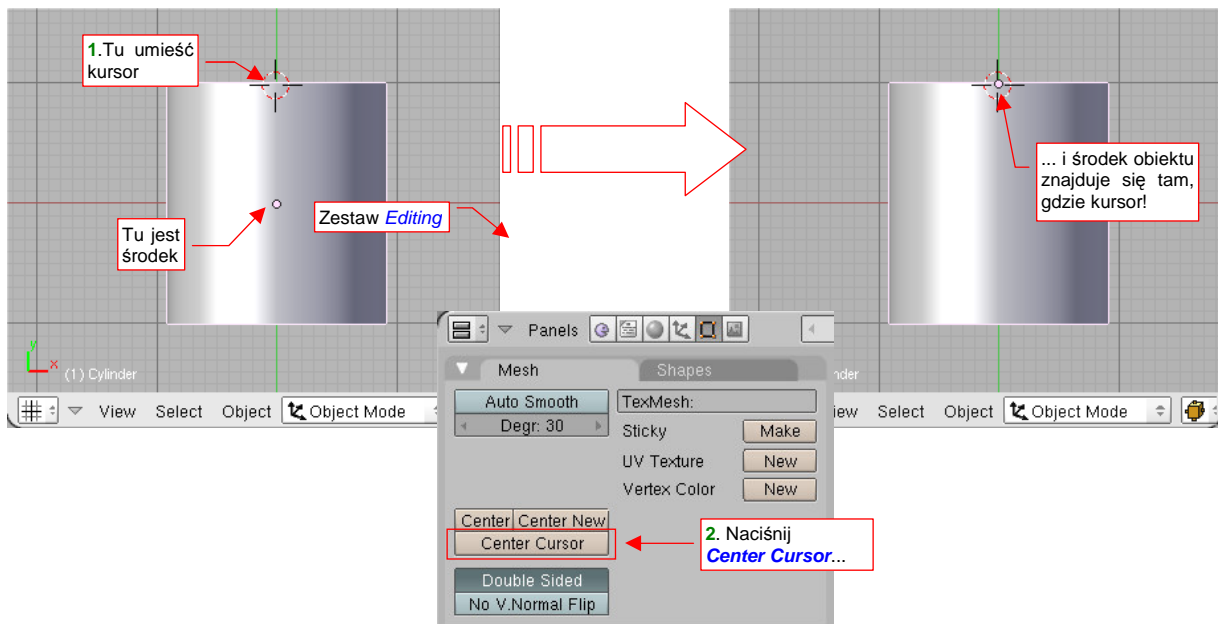 1.Tu umieść
kursor
Tu jest
środek
Zestaw Editing
... i środek obiektu
znajduje się tam,
gdzie kursor!
y
x
(1) Cylinder
View Select Object Object Mode
nder
iew Select Object Object Mode
Panels
Mesh Shapes
Auto Smooth TexMesh:
Degr: 30 Sticky Make
UV Texture New
Vertex Color New
Center Center New
Center Cursor
2. Naciśnij
Center Cursor...
Double Sided
No V.Normal Flip